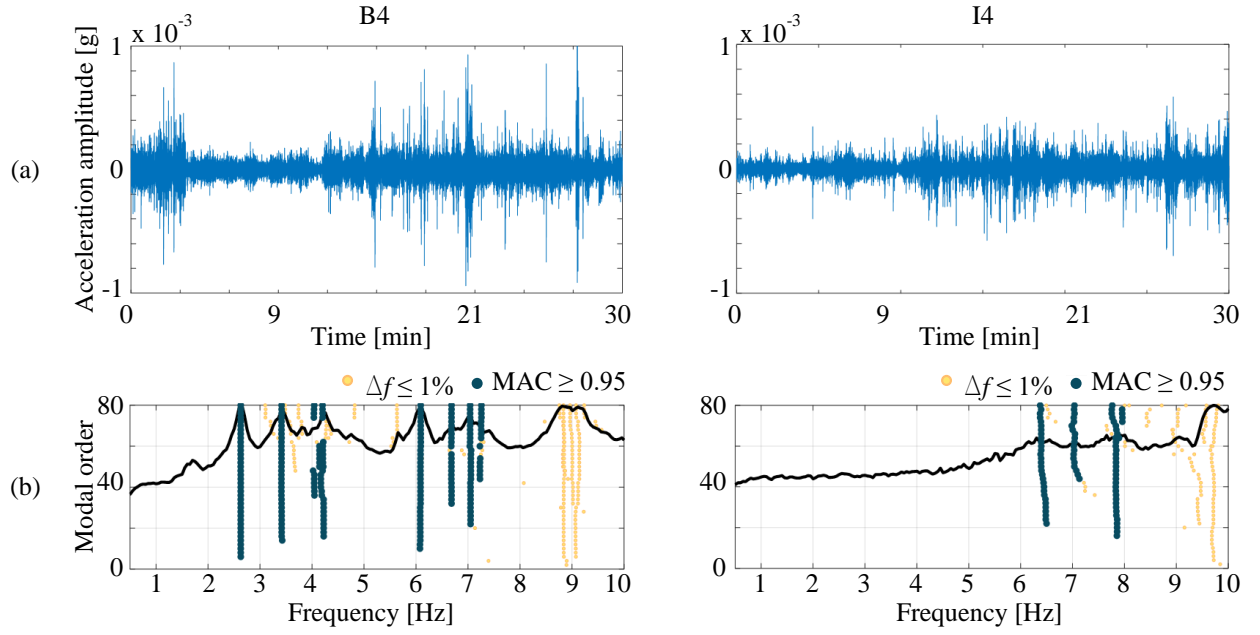 B4
I4
x 10⁻³
x 10⁻³
1
0
-1
Acceleration amplitude [g]
1
0
-1
(a)
0 9 21 30
0 9 21 30
Time [min]
Time [min]
Δf ≤ 1% MAC ≥ 0.95
Δf ≤ 1% MAC ≥ 0.95
80
40
0
Modal order
80
40
0
(b)
1 2 3 4 5 6 7 8 9 10
1 2 3 4 5 6 7 8 9 10
Frequency [Hz]
Frequency [Hz]